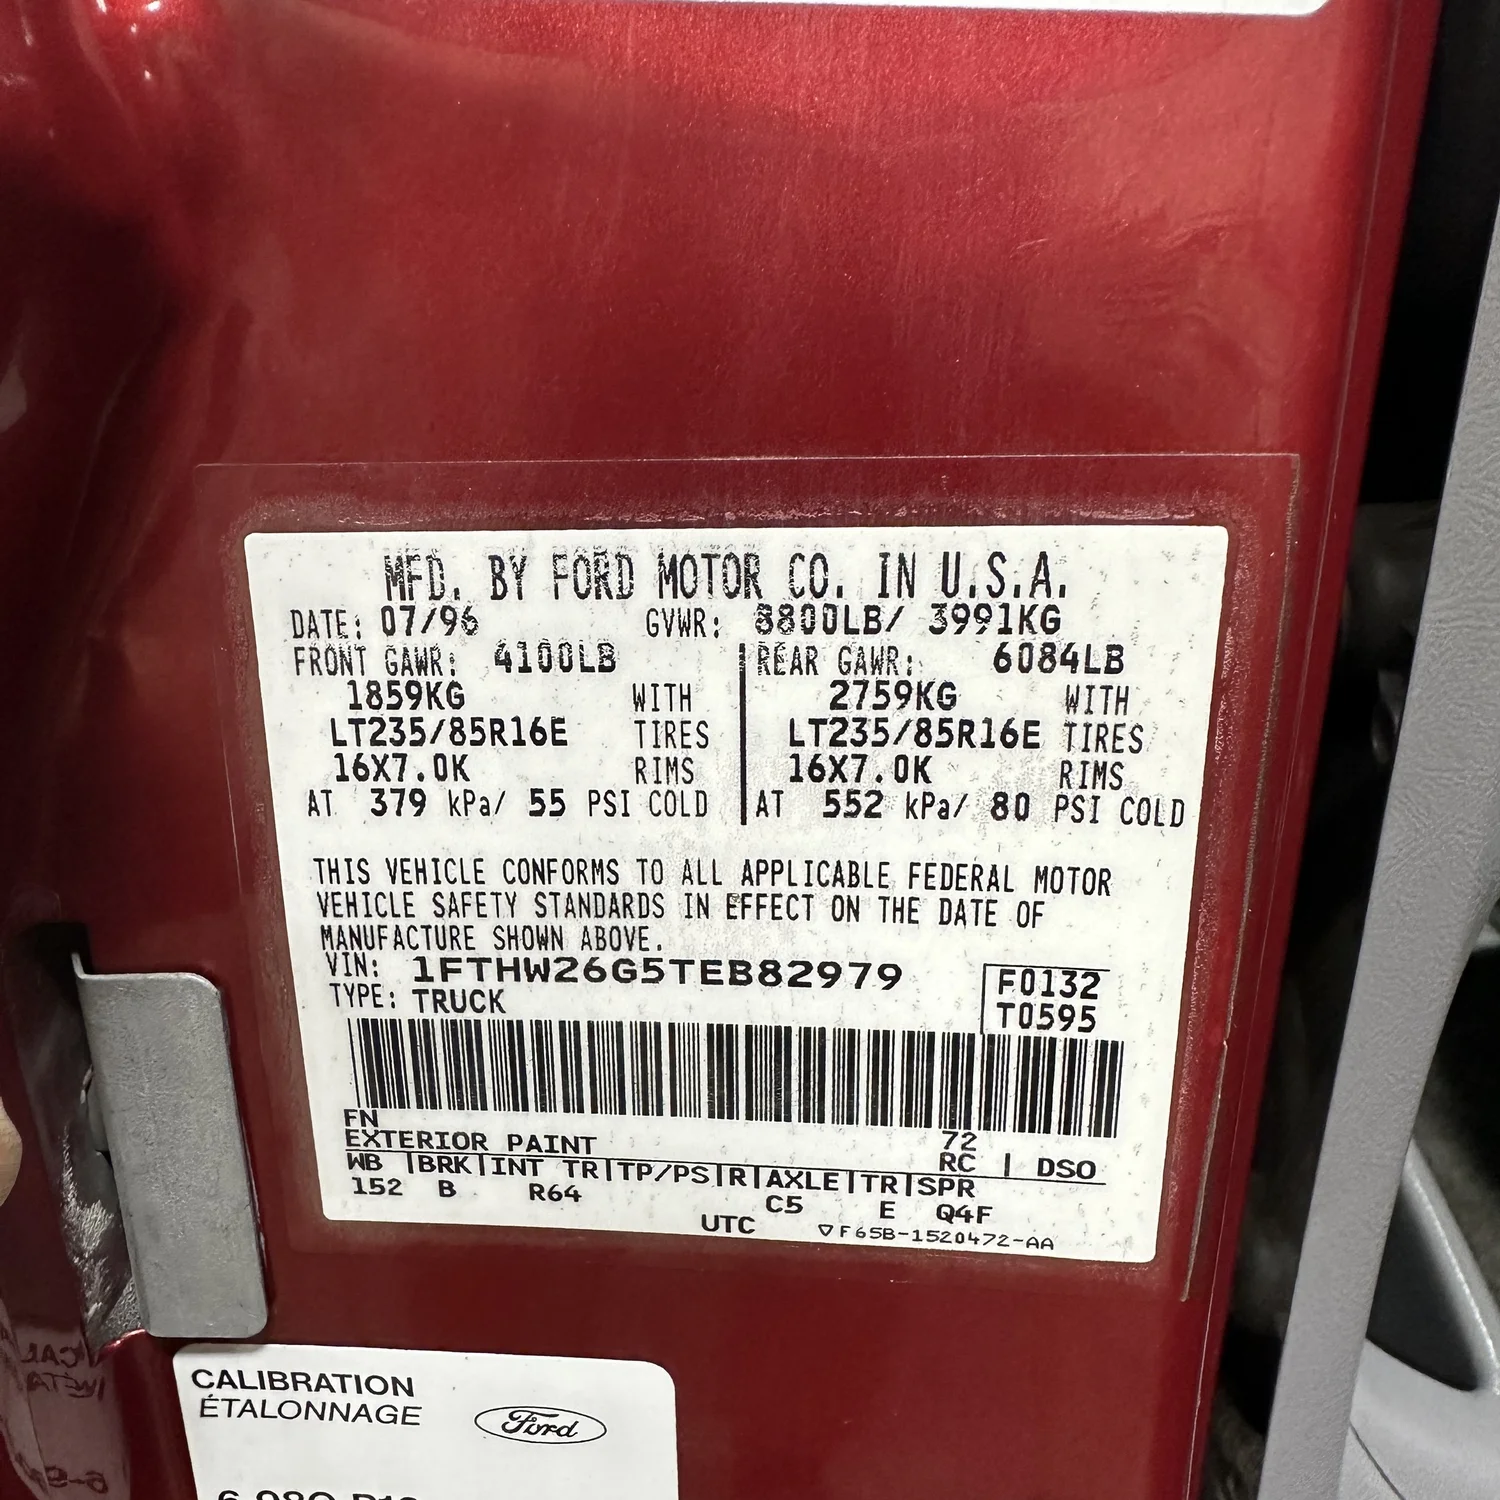 MFD. BY FORD MOTOR CO. IN U.S.A.
DATE: 07/96 GVWR: 8800LB/ 3991KG
FRONT GAWR: 4100LB REAR GAWR: 6084LB
1859KG WITH 2759KG WITH
LT235/85R16E TIRES LT235/85R16E TIRES
16X7.0K RIMS 16X7.0K RIMS
AT 379 kPa/ 55 PSI COLD AT 552 kPa/ 80 PSI COLD
THIS VEHICLE CONFORMS TO ALL APPLICABLE FEDERAL MOTOR
VEHICLE SAFETY STANDARDS IN EFFECT ON THE DATE OF
MANUFACTURE SHOWN ABOVE.
VIN: 1FTHW26G5TEB82979 F0132
TYPE: TRUCK T0595
FN
EXTERIOR PAINT 72
WB |BRK|INT TR|TP/PS|R|AXLE|TR|SPR RC | DSO
152 B R64 C5 E Q4F
UTC ▽F65B-1520472-AA
CALIBRATION
ÉTALONNAGE
Ford